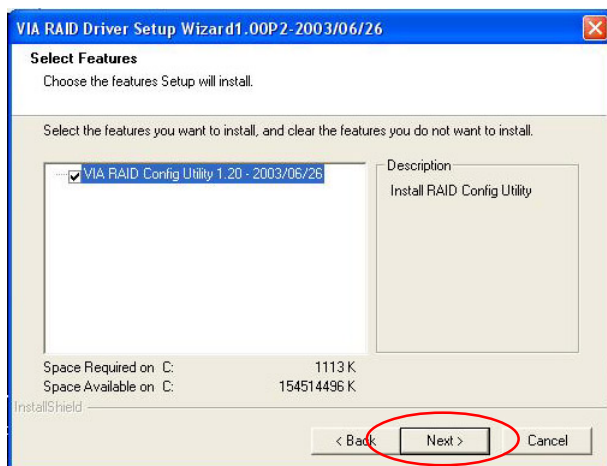 VIA RAID Driver Setup Wizard1.00P2-2003/06/26
Select Features
Choose the features Setup will install.
Select the features you want to install, and clear the features you do not want to install.
VIA RAID Config Utility 1.20 - 2003/06/26
Description
Install RAID Config Utility
Space Required on C: 1113 K
Space Available on C: 154514496 K
InstallShield
< Back Next > Cancel